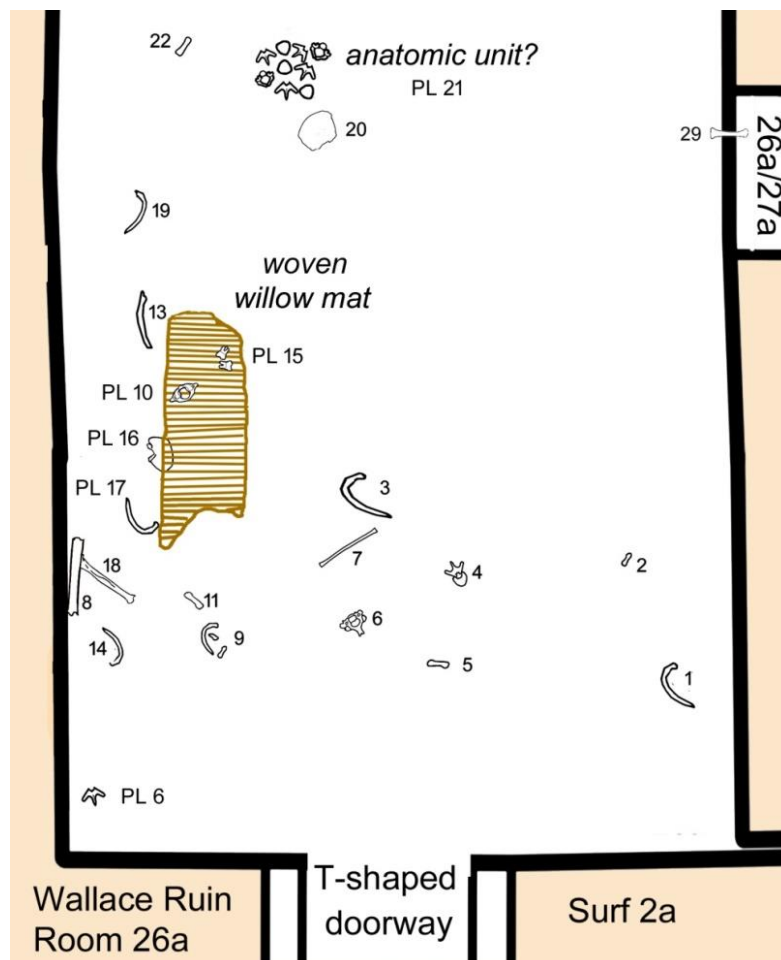 22
anatomic unit?
PL 21
20
29
26a/27a
19
woven
willow mat
13
PL 15
PL 10
PL 16
PL 17
3
7
4
2
18
8
11
6
9
14
5
1
PL 6
T-shaped
doorway
Wallace Ruin
Room 26a
Surf 2a